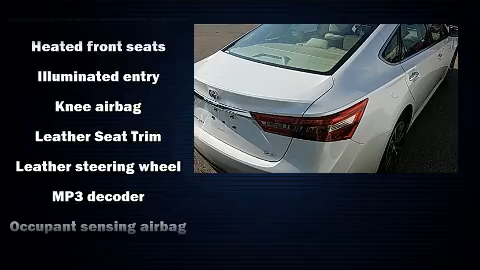 Heated front seats
Illuminated entry
Knee airbag
Leather Seat Trim
Leather steering wheel
MP3 decoder
Occupant sensing airbag